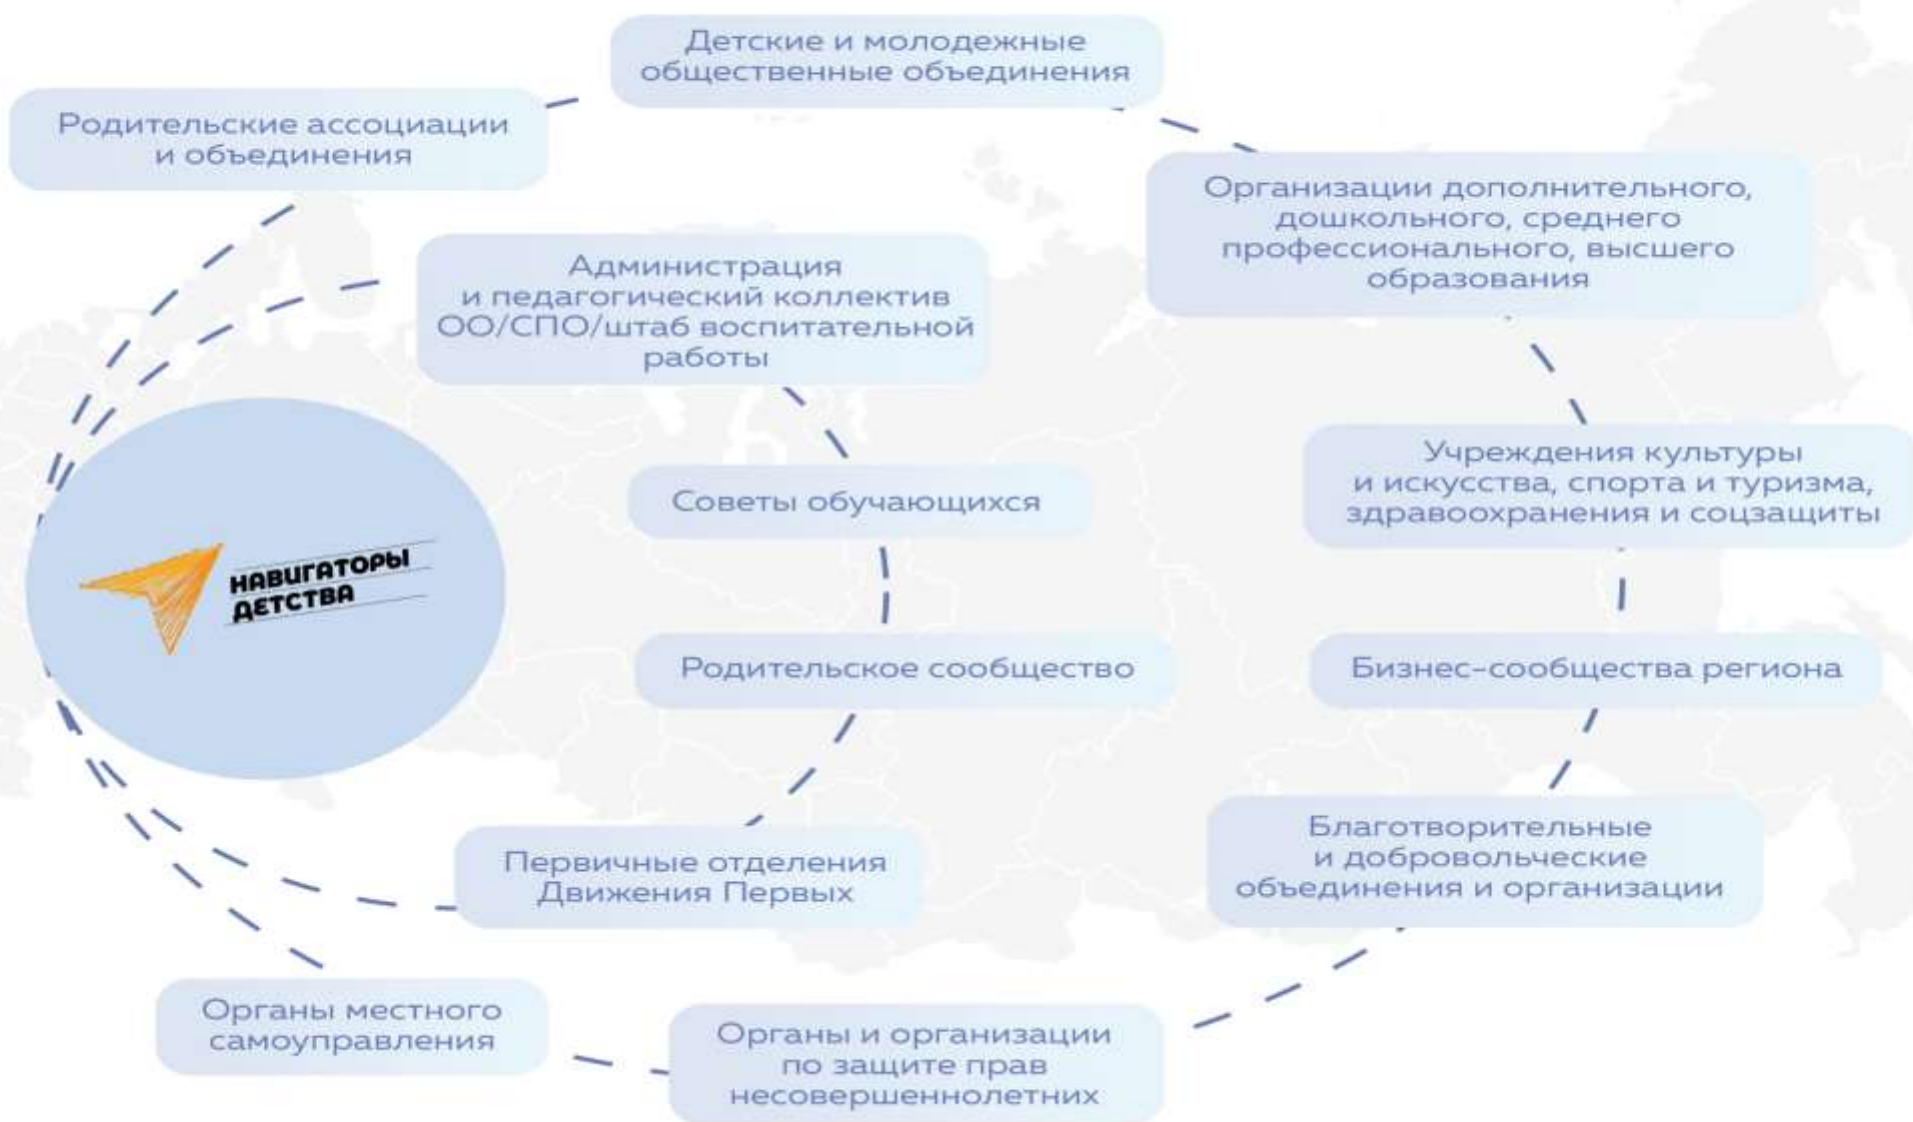 Детские и молодежные
общественные объединения
Родительские ассоциации
и объединения
Организации дополнительного,
дошкольного, среднего
профессионального, высшего
образования
Администрация
и педагогический коллектив
ОО/СПО/штаб воспитательной
работы
Учреждения культуры
и искусства, спорта и туризма,
здравоохранения и соцзащиты
Советы обучающихся
НАВИГАТОРЫ
ДЕТСТВА
Родительское сообщество
Бизнес-сообщества региона
Благотворительные
и добровольческие
объединения и организации
Первичные отделения
Движения Первых
Органы местного
самоуправления
Органы и организации
по защите прав
несовершеннолетних